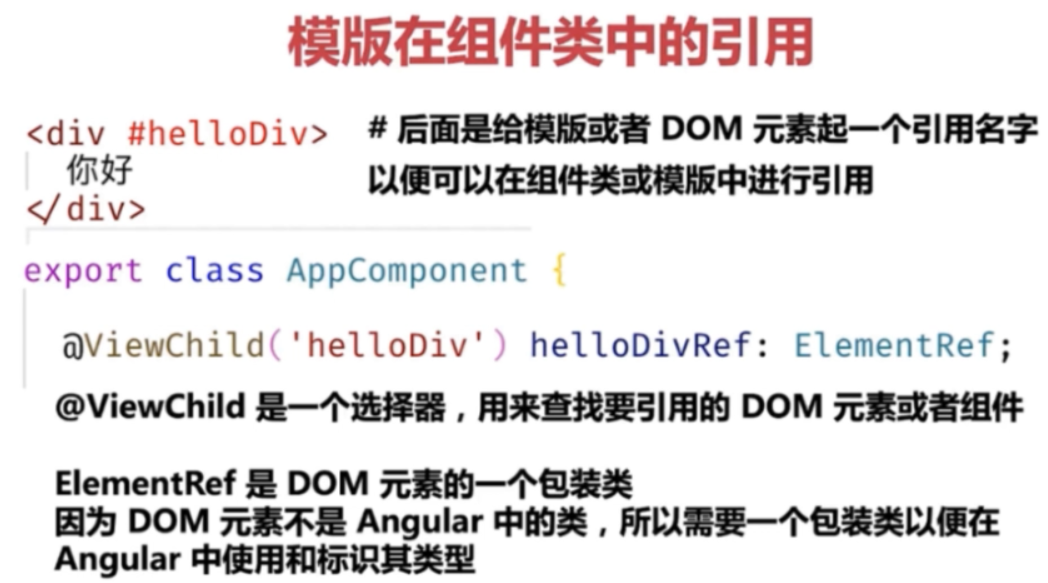 模版在组件类中的引用
<div #helloDiv>
# 后面是给模版或者 DOM 元素起一个引用名字
你好
以便可以在组件类或模版中进行引用
</div>
export class AppComponent {
@ViewChild('helloDiv') helloDivRef: ElementRef;
@ViewChild 是一个选择器，用来查找要引用的 DOM 元素或者组件
ElementRef 是 DOM 元素的一个包装类
因为 DOM 元素不是 Angular 中的类，所以需要一个包装类以便在
Angular 中使用和标识其类型